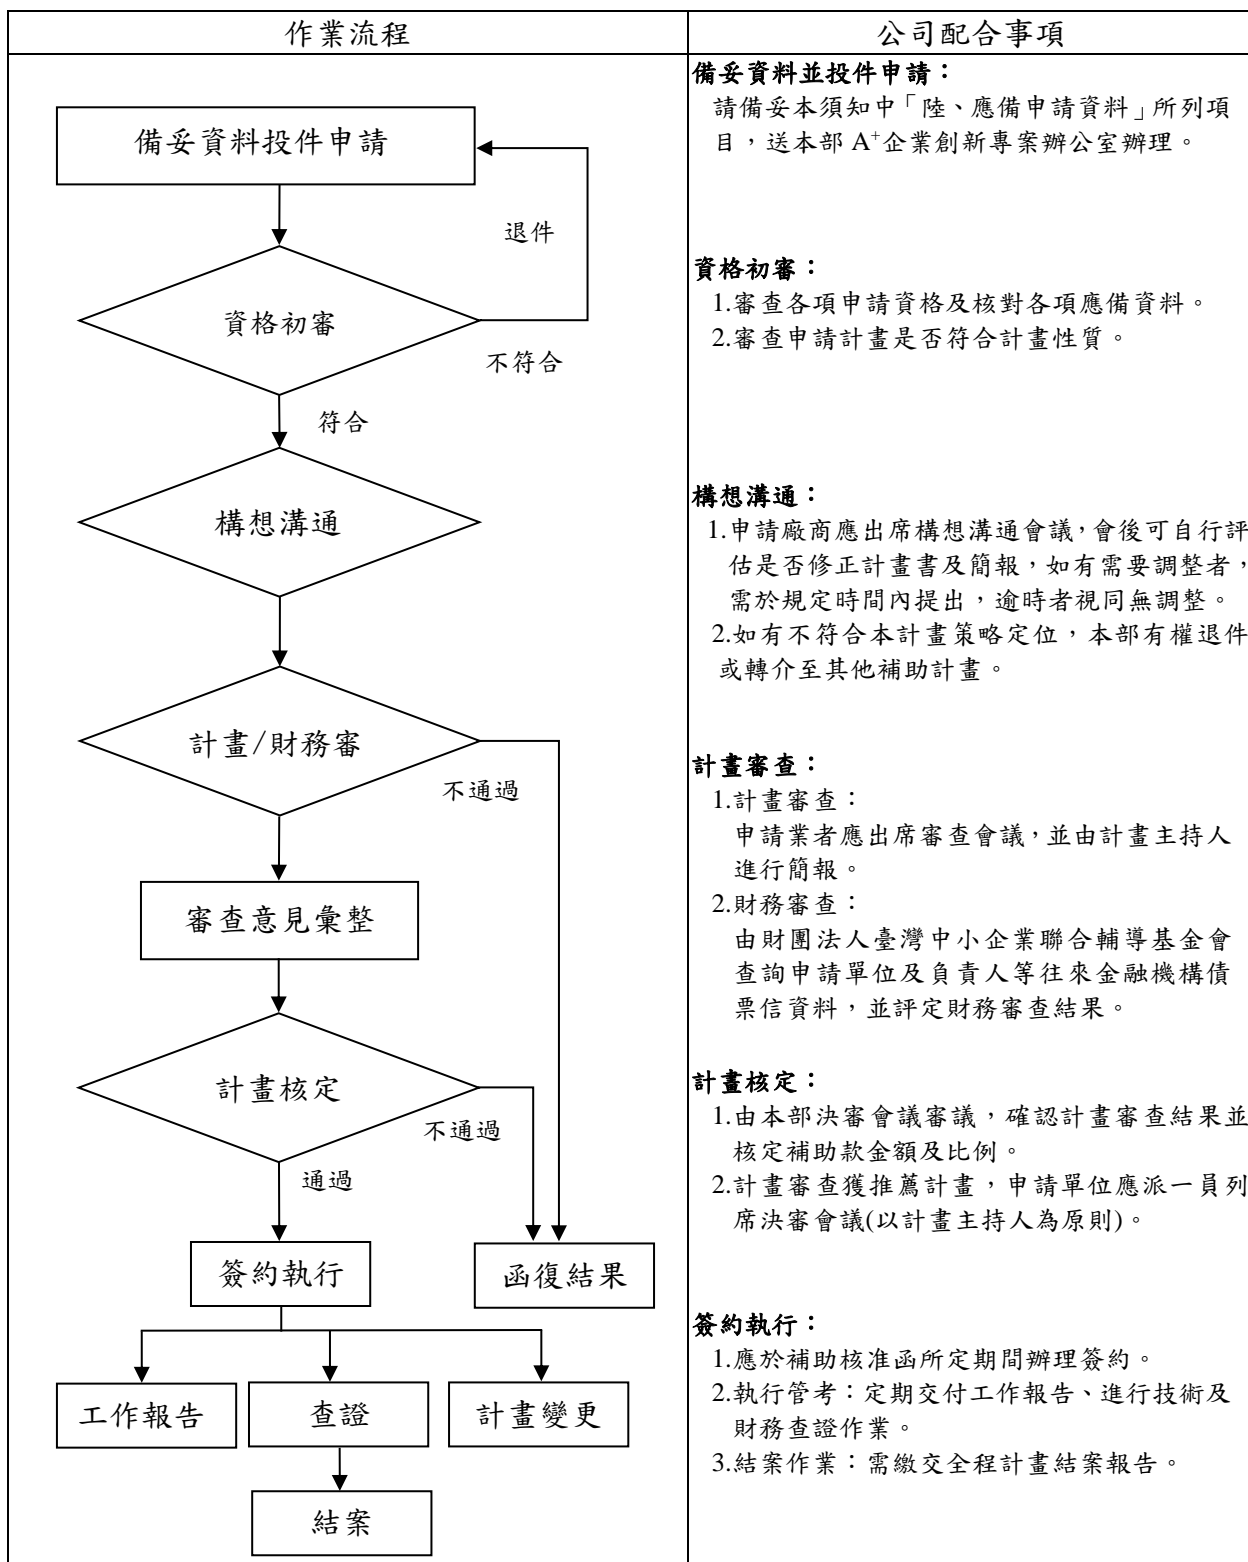 作業流程
公司配合事項
備妥資料投件申請
退件
資格初審
不符合
符合
構想溝通
計畫/財務審
不通過
審查意見彙整
計畫核定
不通過
通過
簽約執行
函復結果
工作報告
查證
計畫變更
結案
備妥資料並投件申請：
請備妥本須知中「陸、應備申請資料」所列項
目，送本部 A⁺企業創新專案辦公室辦理。
資格初審：
1.審查各項申請資格及核對各項應備資料。
2.審查申請計畫是否符合計畫性質。
構想溝通：
1.申請廠商應出席構想溝通會議，會後可自行評
估是否修正計畫書及簡報，如有需要調整者，
需於規定時間內提出，逾時者視同無調整。
2.如有不符合本計畫策略定位，本部有權退件
或轉介至其他補助計畫。
計畫審查：
1.計畫審查：
申請業者應出席審查會議，並由計畫主持人
進行簡報。
2.財務審查：
由財團法人臺灣中小企業聯合輔導基金會
查詢申請單位及負責人等往來金融機構債
票信資料，並評定財務審查結果。
計畫核定：
1.由本部決審會議審議，確認計畫審查結果並
核定補助款金額及比例。
2.計畫審查獲推薦計畫，申請單位應派一員列
席決審會議(以計畫主持人為原則)。
簽約執行：
1.應於補助核准函所定期間辦理簽約。
2.執行管考：定期交付工作報告、進行技術及
財務查證作業。
3.結案作業：需繳交全程計畫結案報告。